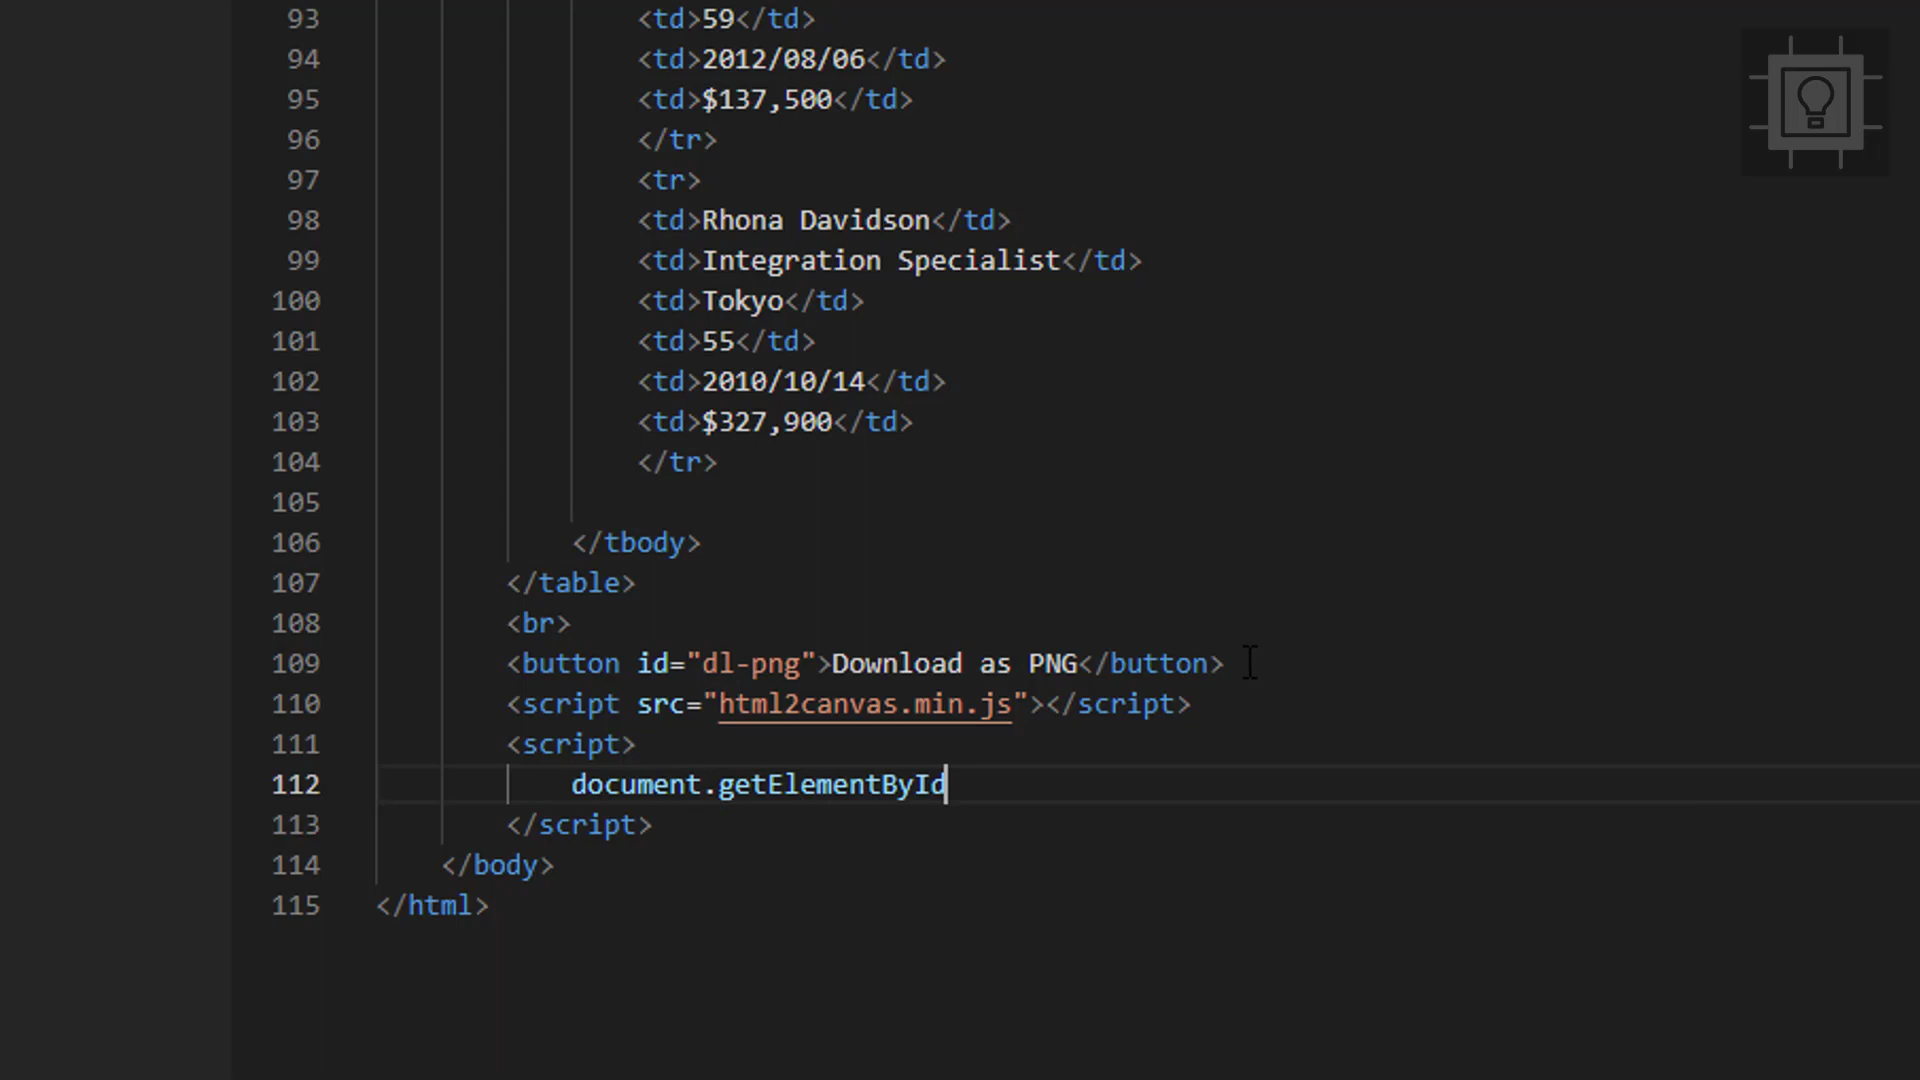 93 <td>59</td>
94 <td>2012/08/06</td>
95 <td>$137,500</td>
96 </tr>
97 <tr>
98 <td>Rhona Davidson</td>
99 <td>Integration Specialist</td>
100 <td>Tokyo</td>
101 <td>55</td>
102 <td>2010/10/14</td>
103 <td>$327,900</td>
104 </tr>
105
106 </tbody>
107 </table>
108 <br>
109 <button id="dl-png">Download as PNG</button>
110 <script src="html2canvas.min.js"></script>
111 <script>
112 document.getElementById
113 </script>
114 </body>
115 </html>